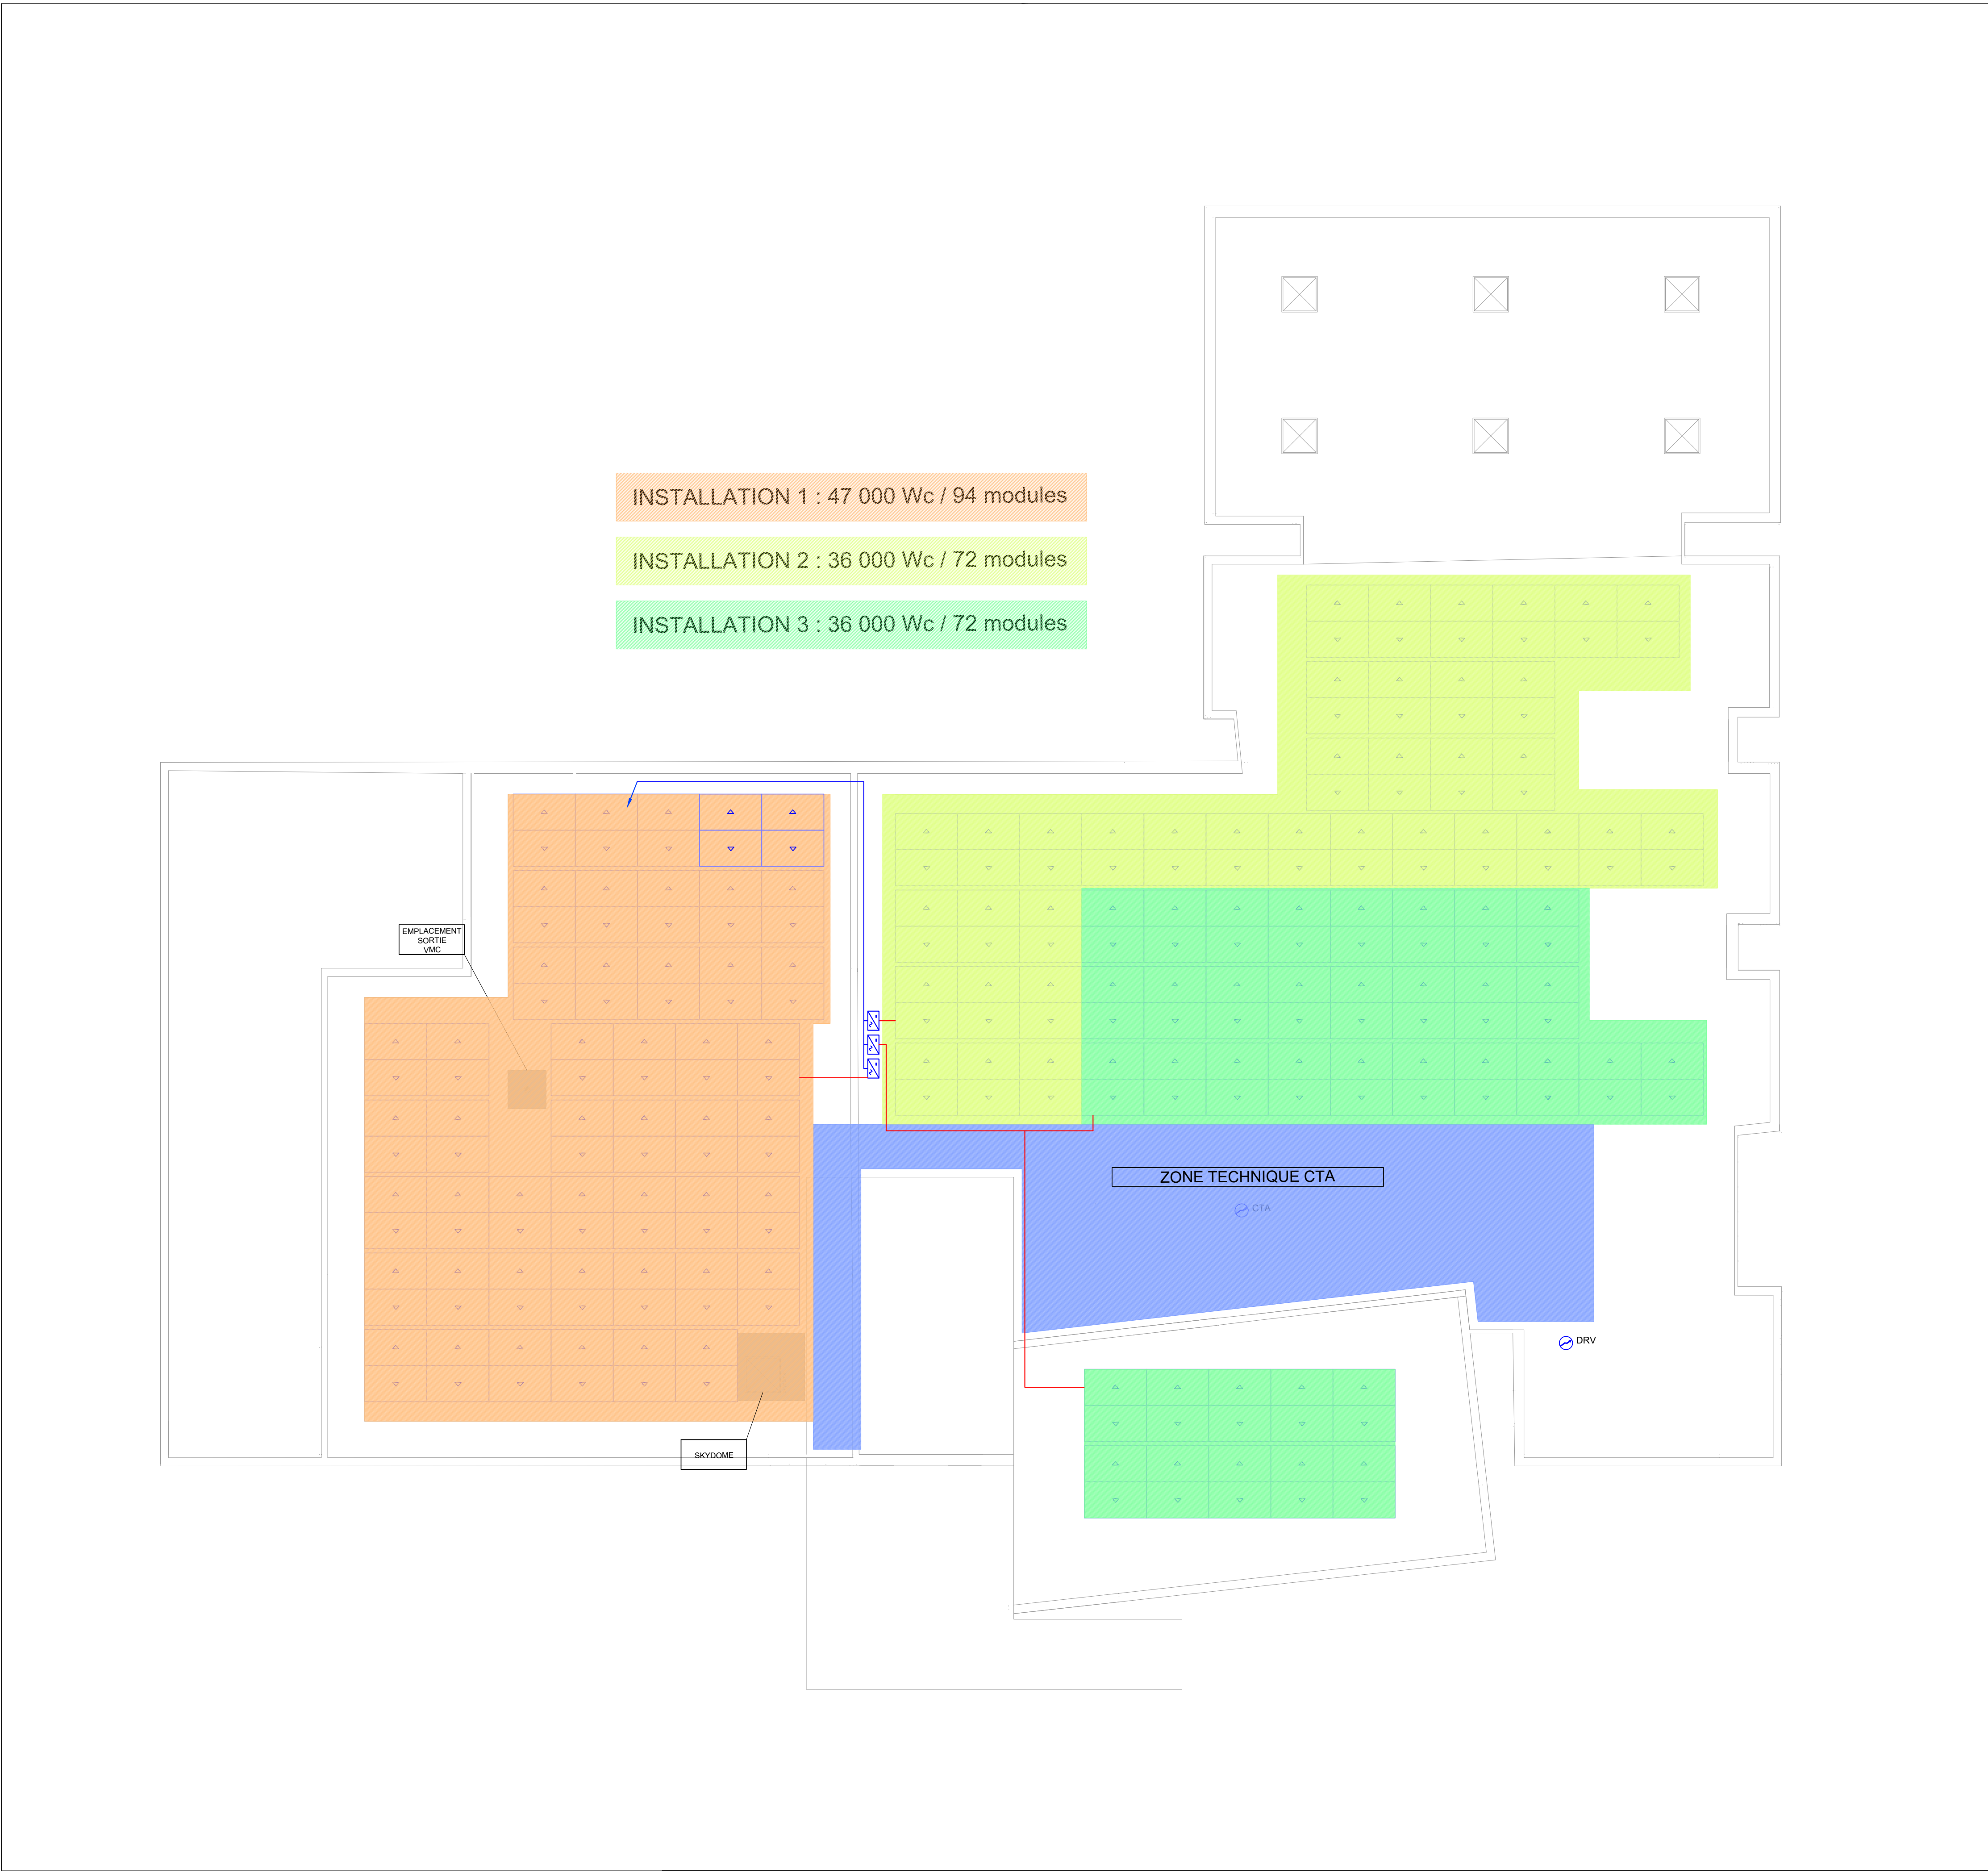 INSTALLATION 1 : 47 000 Wc / 94 modules
INSTALLATION 2 : 36 000 Wc / 72 modules
INSTALLATION 3 : 36 000 Wc / 72 modules
EMPLACEMENT
SORTIE
VMC
ZONE TECHNIQUE CTA
CTA
DRV
SKYDOME